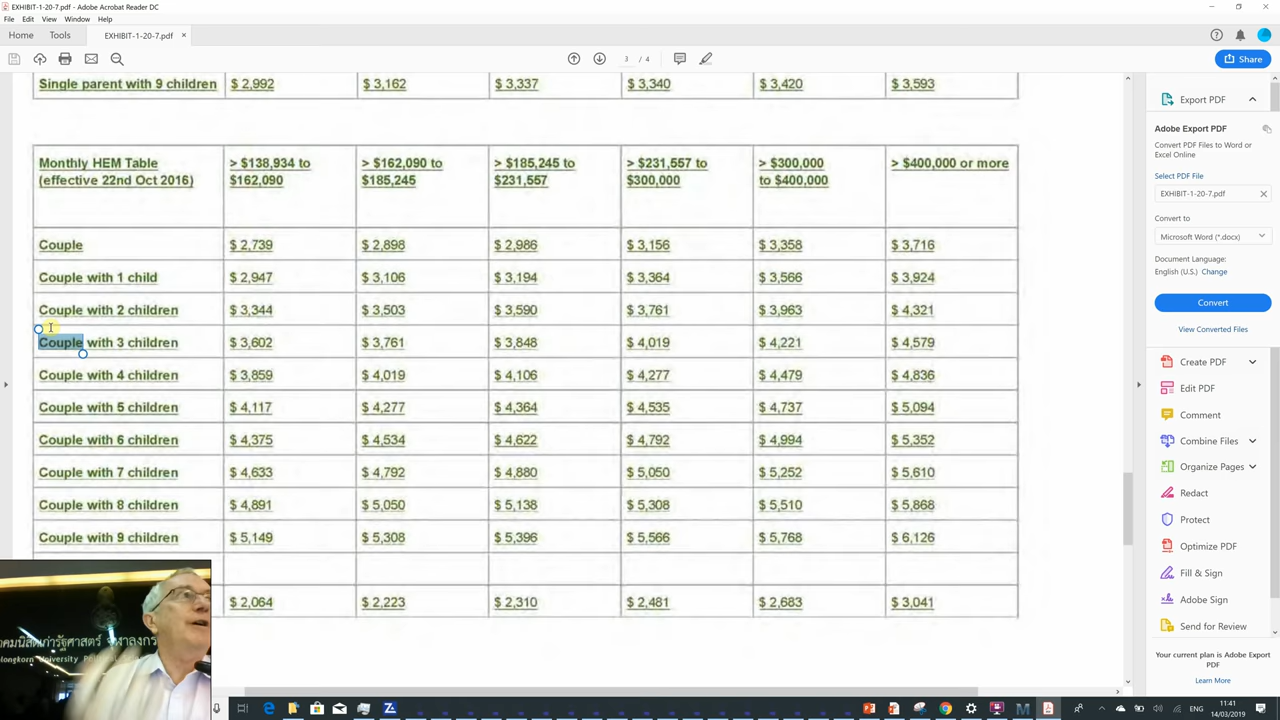 EXHIBIT-1-20-7.pdf - Adobe Acrobat Reader DC
File Edit View Window Help
Home Tools EXHIBIT-1-20-7.pdf ×
3 / 4 Share
Single parent with 9 children $ 2,992 $ 3,162 $ 3,337 $ 3,340 $ 3,420 $ 3,593
Monthly HEM Table > $138,934 to > $162,090 to > $185,245 to > $231,557 to > $300,000 > $400,000 or more
(effective 22nd Oct 2016) $162,090 $185,245 $231,557 $300,000 to $400,000
Couple $ 2,739 $ 2,898 $ 2,986 $ 3,156 $ 3,358 $ 3,716
Couple with 1 child $ 2,947 $ 3,106 $ 3,194 $ 3,364 $ 3,566 $ 3,924
Couple with 2 children $ 3,344 $ 3,503 $ 3,590 $ 3,761 $ 3,963 $ 4,321
Couple with 3 children $ 3,602 $ 3,761 $ 3,848 $ 4,019 $ 4,221 $ 4,579
Couple with 4 children $ 3,859 $ 4,019 $ 4,106 $ 4,277 $ 4,479 $ 4,836
Couple with 5 children $ 4,117 $ 4,277 $ 4,364 $ 4,535 $ 4,737 $ 5,094
Couple with 6 children $ 4,375 $ 4,534 $ 4,622 $ 4,792 $ 4,994 $ 5,352
Couple with 7 children $ 4,633 $ 4,792 $ 4,880 $ 5,050 $ 5,252 $ 5,610
Couple with 8 children $ 4,891 $ 5,050 $ 5,138 $ 5,308 $ 5,510 $ 5,868
Couple with 9 children $ 5,149 $ 5,308 $ 5,396 $ 5,566 $ 5,768 $ 6,126
$ 2,064 $ 2,223 $ 2,310 $ 2,481 $ 2,683 $ 3,041
Export PDF
Adobe Export PDF
Convert PDF Files to Word or
Excel Online
Select PDF File
EXHIBIT-1-20-7.pdf ×
Convert to
Microsoft Word (*.docx)
Document Language:
English (U.S.) Change
Convert
View Converted Files
Create PDF
Edit PDF
Comment
Combine Files
Organize Pages
Redact
Protect
Optimize PDF
Fill & Sign
Adobe Sign
Send for Review
Your current plan is Adobe Export
PDF
Learn More
ENG 11:41
14/03/2019